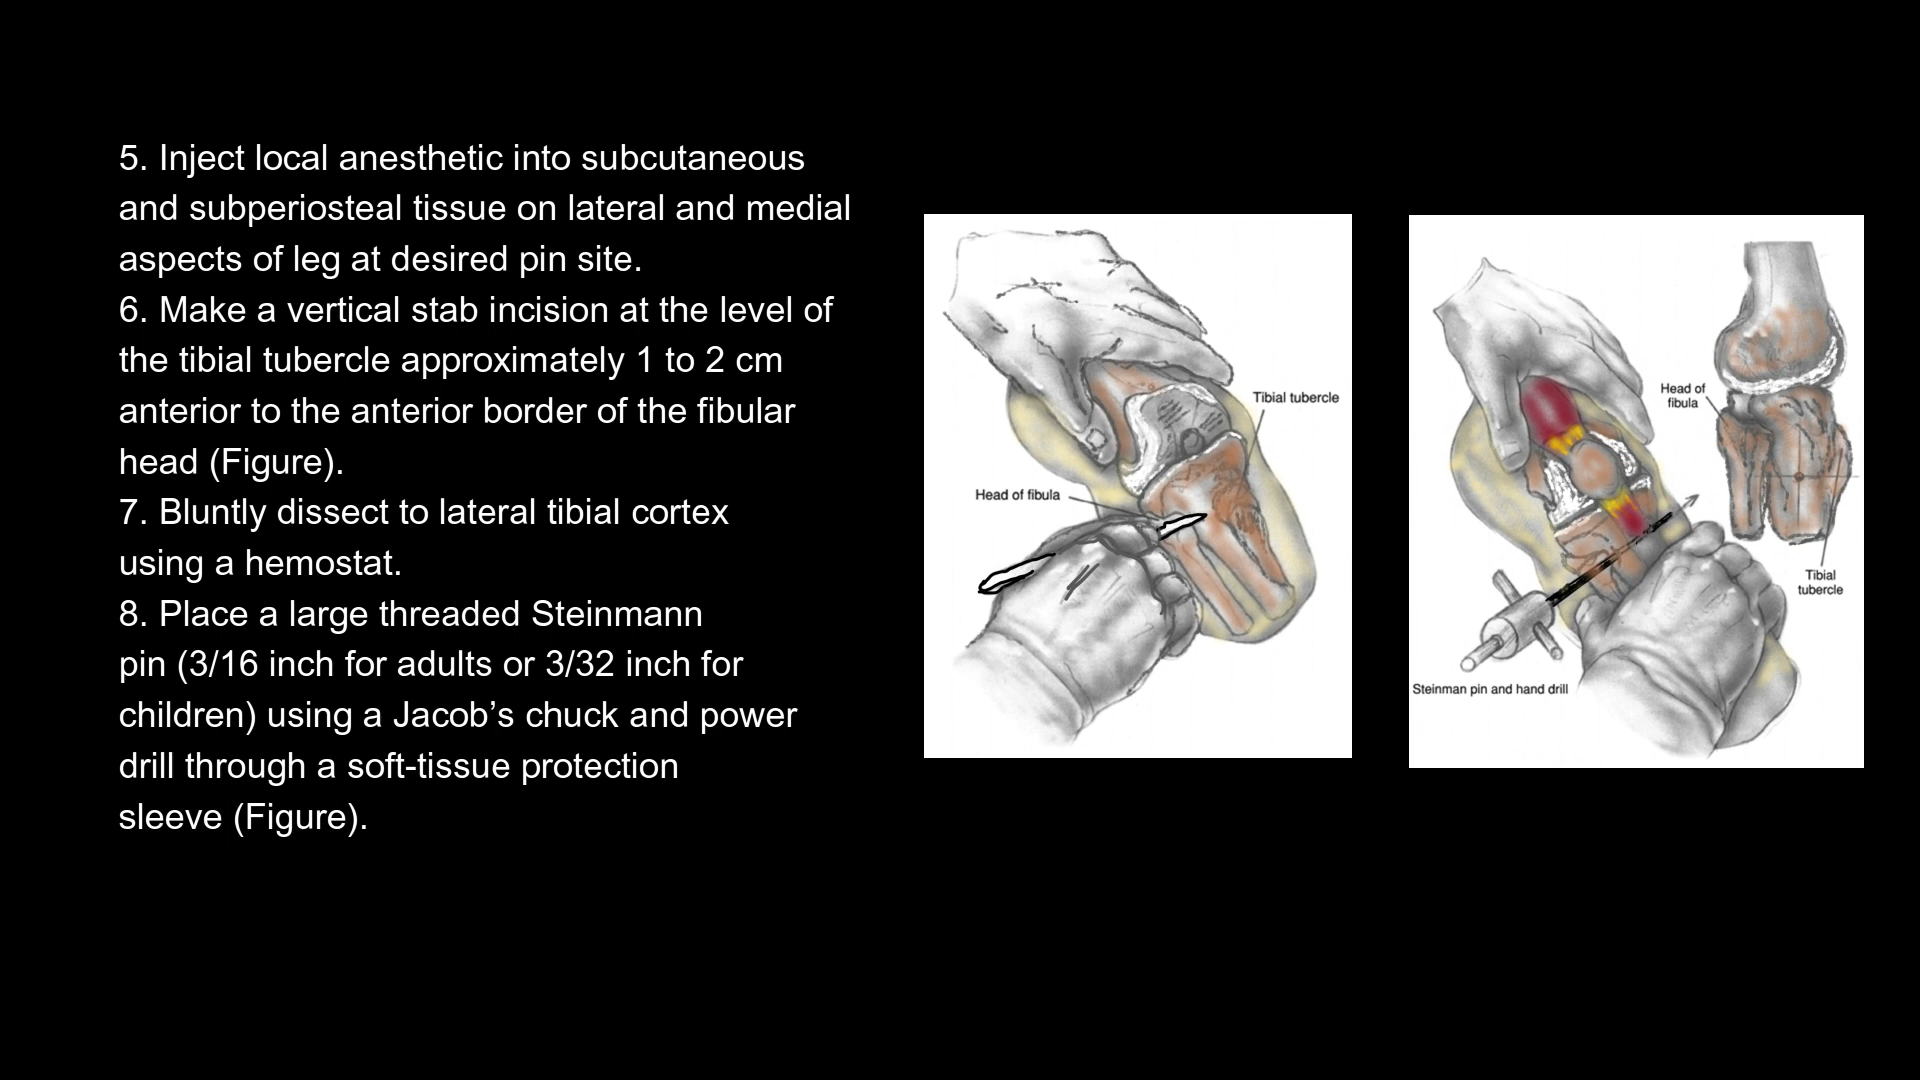 5. Inject local anesthetic into subcutaneous
and subperiosteal tissue on lateral and medial
aspects of leg at desired pin site.
6. Make a vertical stab incision at the level of
the tibial tubercle approximately 1 to 2 cm
anterior to the anterior border of the fibular
head (Figure).
7. Bluntly dissect to lateral tibial cortex
using a hemostat.
8. Place a large threaded Steinmann
pin (3/16 inch for adults or 3/32 inch for
children) using a Jacob’s chuck and power
drill through a soft-tissue protection
sleeve (Figure).
Tibial tubercle
Head of fibula
Head of
fibula
Tibial
tubercle
Steinman pin and hand drill